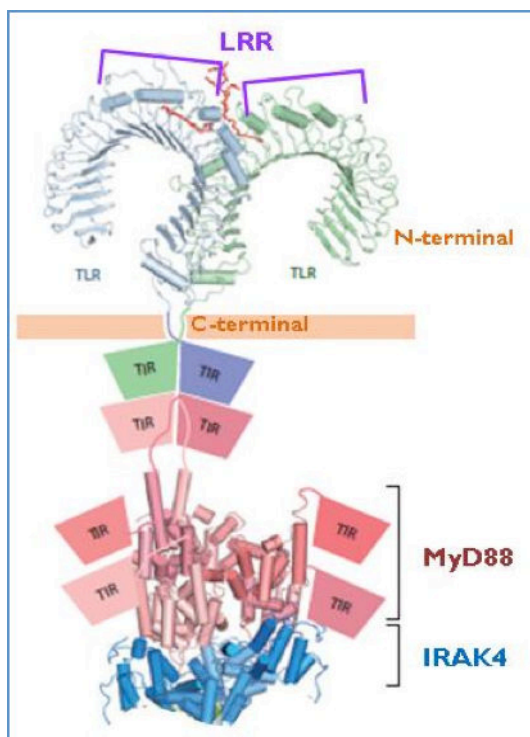 LRR
N-terminal
TLR
TLR
C-terminal
TIR
TIR
TIR
TIR
TIR
TIR
TIR
TIR
MyD88
IRAK4